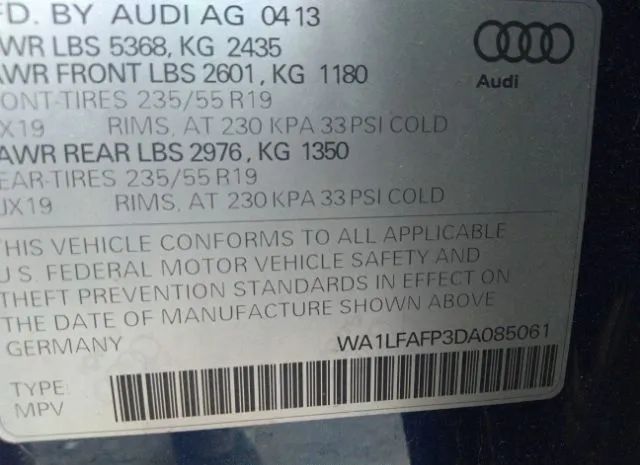 FD. BY AUDI AG 0413
WR LBS 5368, KG 2435
AWR FRONT LBS 2601, KG 1180
ONT-TIRES 235/55 R19
X19 RIMS, AT 230 KPA 33 PSI COLD
AWR REAR LBS 2976, KG 1350
EAR-TIRES 235/55 R19
JX19 RIMS, AT 230 KPA 33 PSI COLD
Audi
THIS VEHICLE CONFORMS TO ALL APPLICABLE
U.S. FEDERAL MOTOR VEHICLE SAFETY AND
THEFT PREVENTION STANDARDS IN EFFECT ON
THE DATE OF MANUFACTURE SHOWN ABOVE
GERMANY WA1LFAFP3DA085061
TYPE:
MPV